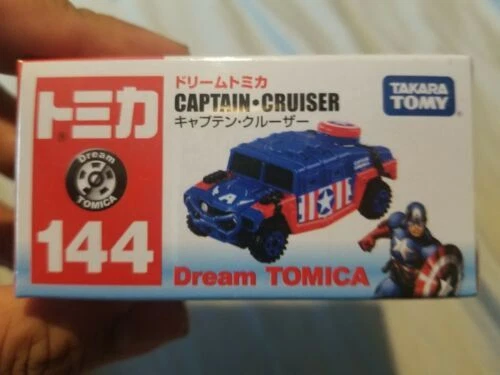 トミカ
Dream
TOMICA
144
ドリームトミカ
CAPTAIN・CRUISER
キャプテン・クルーザー
TAKARA
TOMY
A
Dream TOMICA